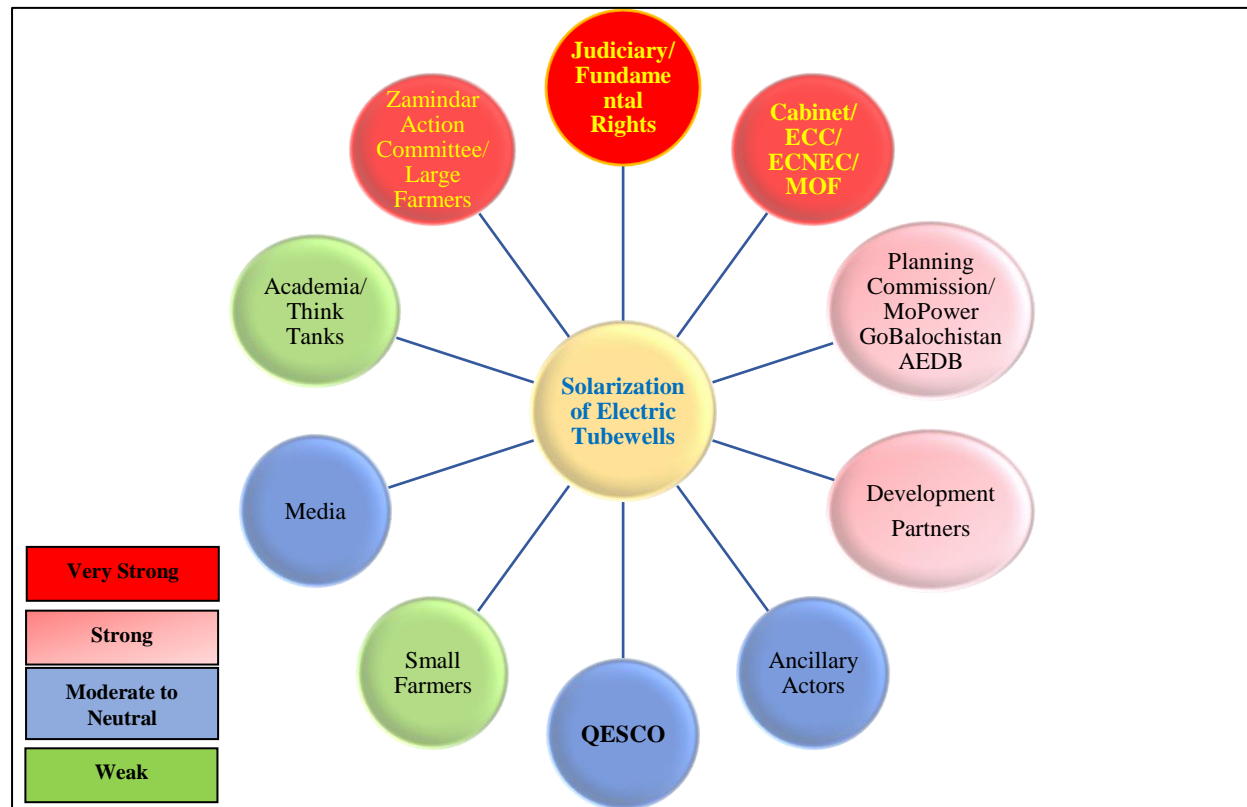 Judiciary/
Fundame
ntal
Rights
Cabinet/
ECC/
ECNEC/
MOF
Planning
Commission/
MoPower
GoBalochistan
AEDB
Development
Partners
Ancillary
Actors
QESCO
Small
Farmers
Media
Academia/
Think
Tanks
Zamindar
Action
Committee/
Large
Farmers
Solarization
of Electric
Tubewells
Very Strong
Strong
Moderate to
Neutral
Weak